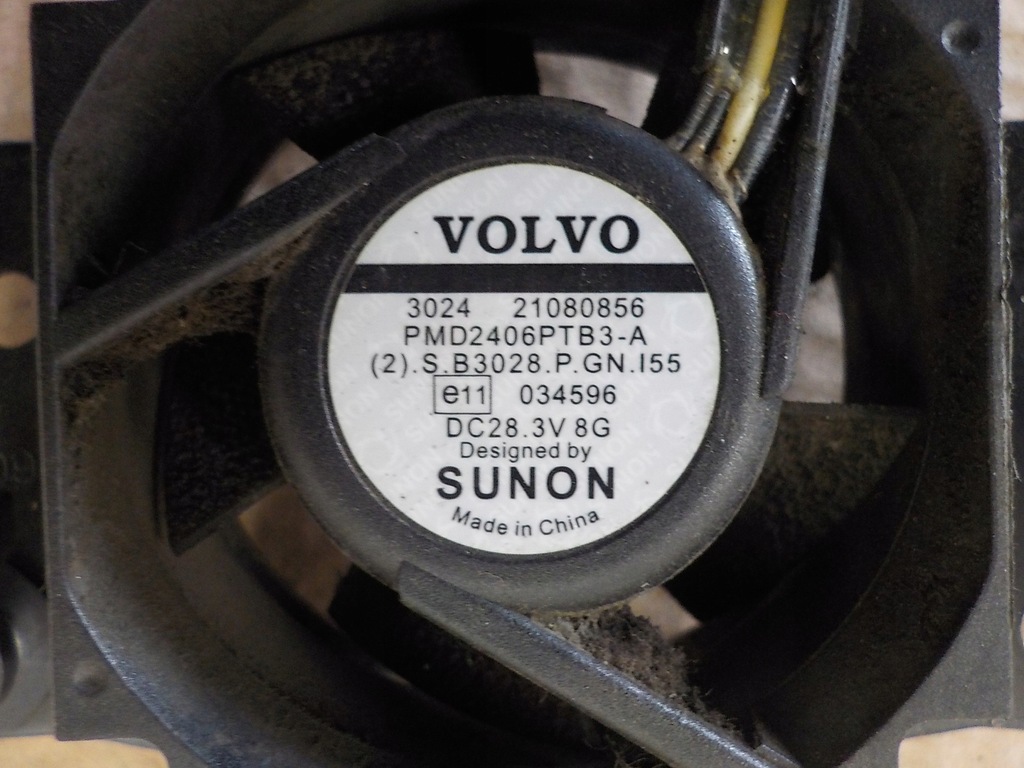 VOLVO
3024 21080856
PMD2406PTB3-A
(2).S.B3028.P.GN.I55
e11 034596
DC28.3V 8G
Designed by
SUNON
Made in China